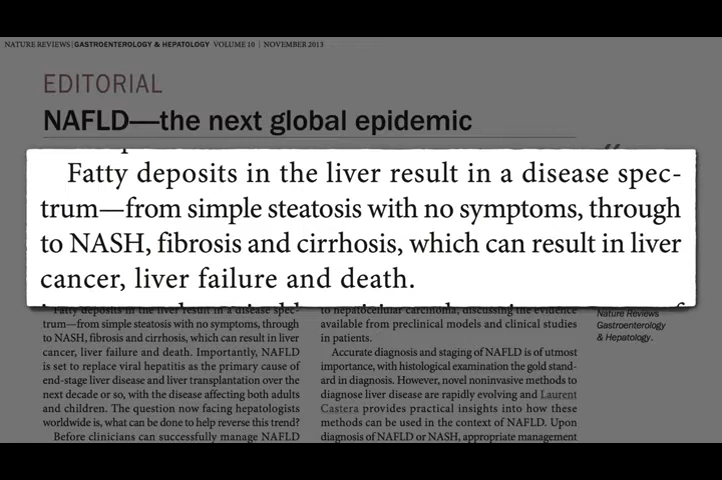 NATURE REVIEWS | GASTROENTEROLOGY & HEPATOLOGY VOLUME 10 | NOVEMBER 2013
EDITORIAL
NAFLD—the next global epidemic
Fatty deposits in the liver result in a disease spec-
trum—from simple steatosis with no symptoms, through
to NASH, fibrosis and cirrhosis, which can result in liver
cancer, liver failure and death.
Fatty deposits in the liver result in a disease spec-
trum—from simple steatosis with no symptoms, through
to NASH, fibrosis and cirrhosis, which can result in liver
cancer, liver failure and death. Importantly, NAFLD
is set to replace viral hepatitis as the primary cause of
end-stage liver disease and liver transplantation over the
next decade or so, with the disease affecting both adults
and children. The question now facing hepatologists
worldwide is, what can be done to help reverse this trend?
Before clinicians can successfully manage NAFLD
to hepatocellular carcinoma, discussing the evidence
available from preclinical models and clinical studies
in patients.
Accurate diagnosis and staging of NAFLD is of utmost
importance, with histological examination the gold stand-
ard in diagnosis. However, novel noninvasive methods to
diagnose liver disease are rapidly evolving and Laurent
Castera provides practical insights into how these
methods can be used in the context of NAFLD. Upon
diagnosis of NAFLD or NASH, appropriate management
of
Nature Reviews
Gastroenterology
& Hepatology.